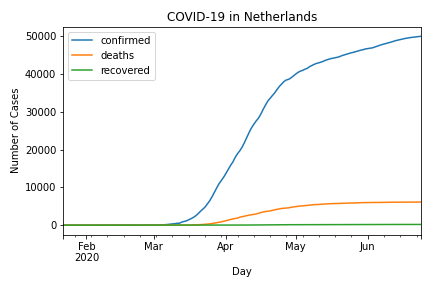 COVID-19 in Netherlands
confirmed
deaths
recovered
Number of Cases
50000
40000
30000
20000
10000
0
Feb
2020
Mar
Apr
May
Jun
Day